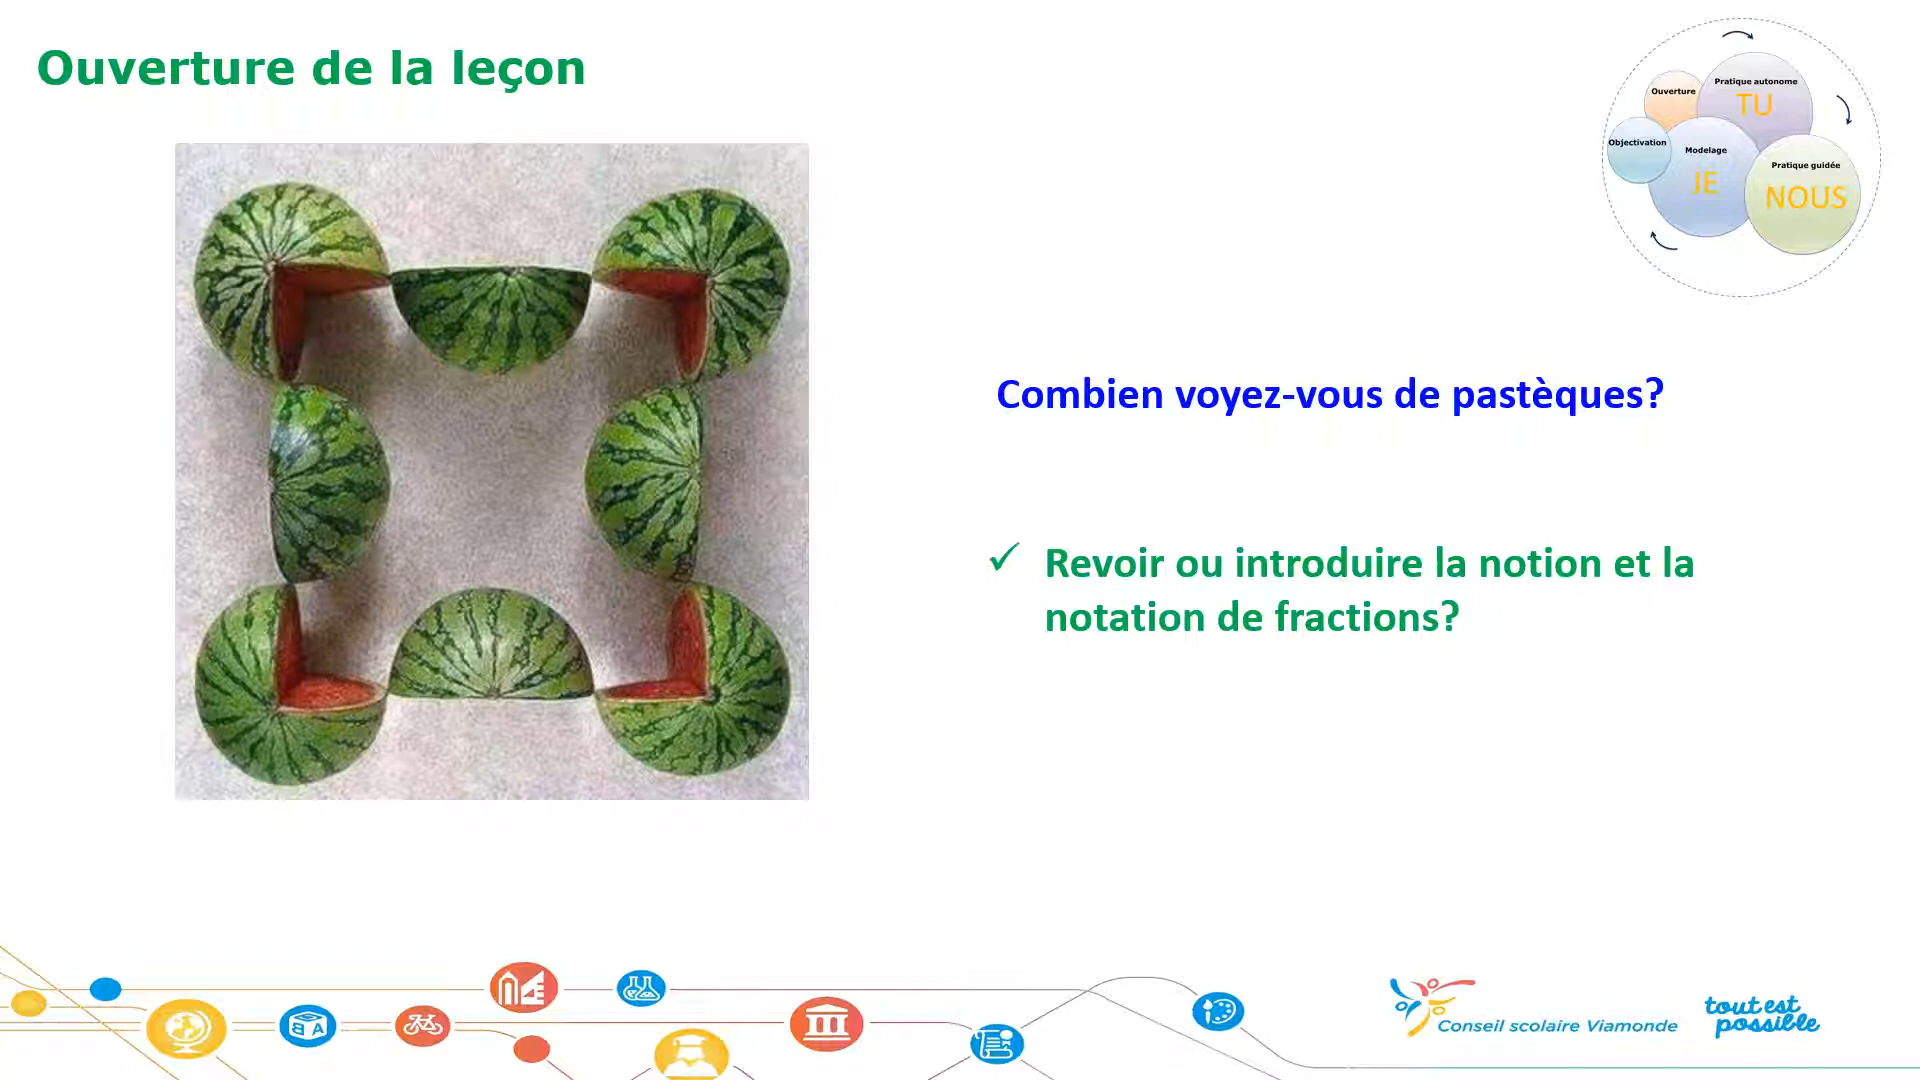 Ouverture de la leçon
Pratique autonome
TU
Ouverture
Objectivation
Modelage
JE
Pratique guidée
NOUS
Combien voyez-vous de pastèques?
✓ Revoir ou introduire la notion et la
notation de fractions?
B A
Conseil scolaire Viamonde
tout est
possible